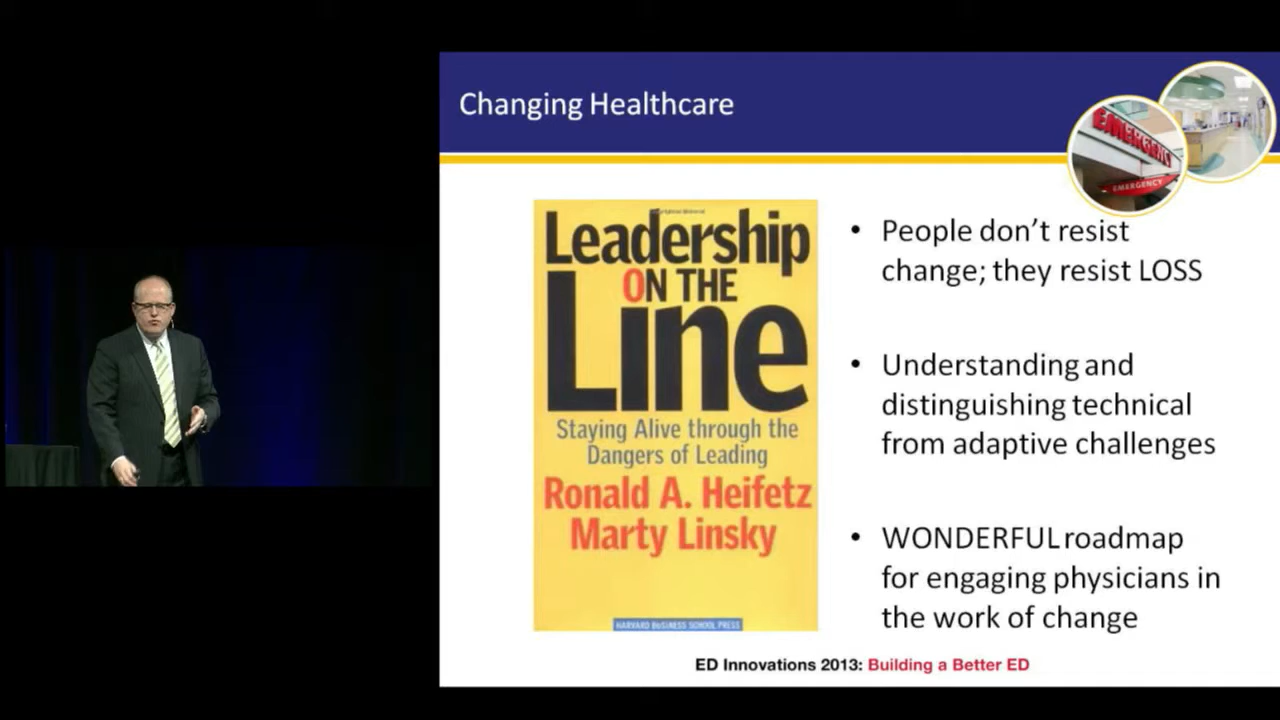 Changing Healthcare
EMERGENCY
EMERGENCY
Leadership
ON THE
Line
Staying Alive through the
Dangers of Leading
Ronald A. Heifetz
Marty Linsky
HARVARD BUSINESS SCHOOL PRESS
• People don’t resist
change; they resist LOSS
• Understanding and
distinguishing technical
from adaptive challenges
• WONDERFUL roadmap
for engaging physicians in
the work of change
ED Innovations 2013: Building a Better ED